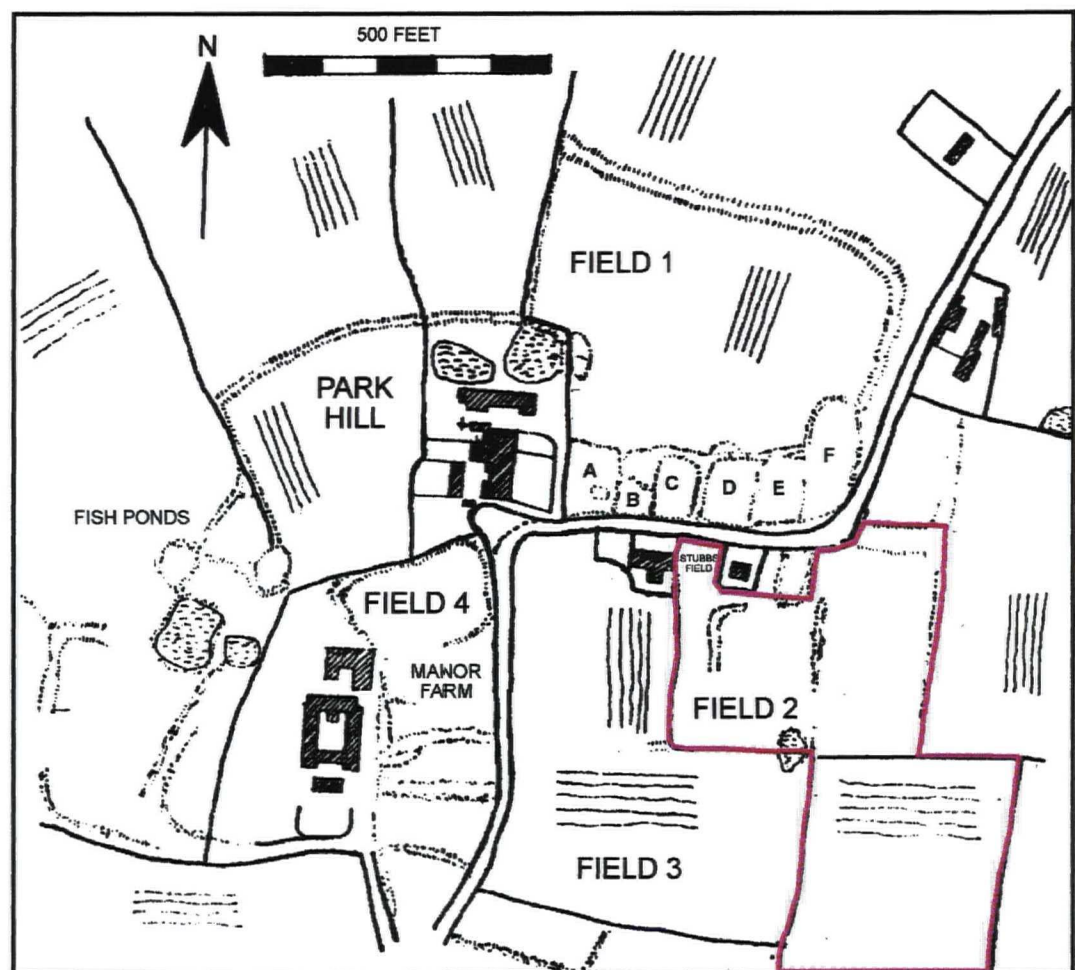 500 FEET
N
FIELD 1
PARK
HILL
A
B
C
D
E
F
FISH PONDS
STUBBS
FIELD
FIELD 4
MANOR
FARM
FIELD 2
FIELD 3